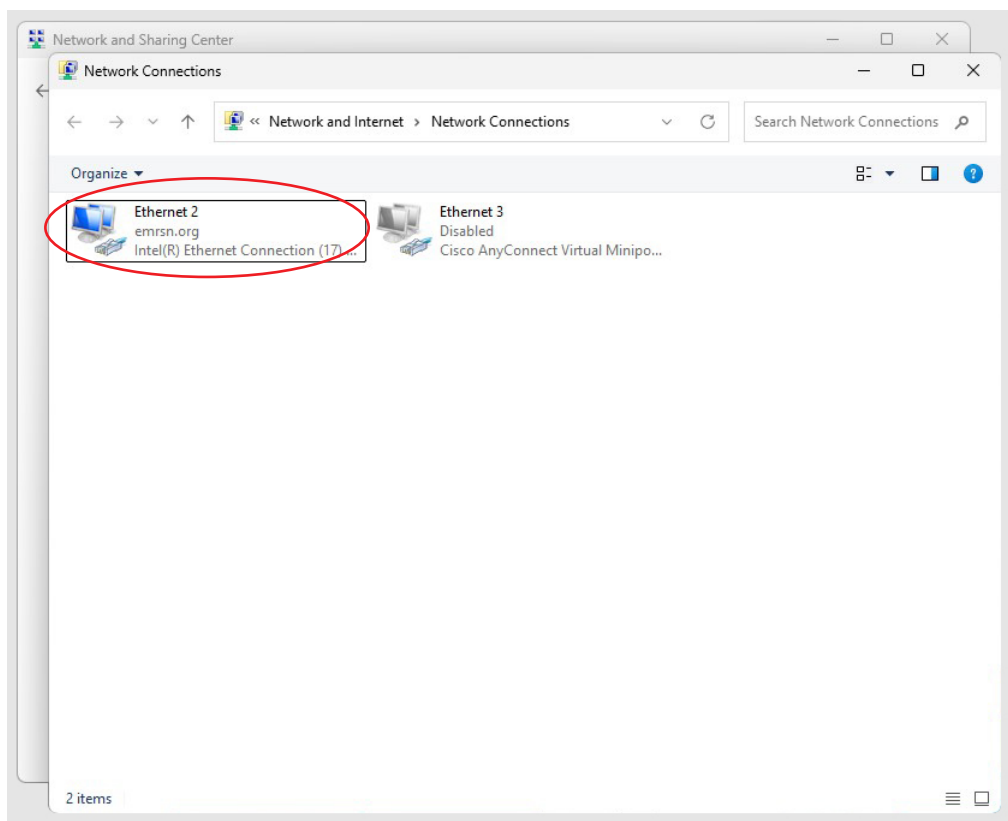 Network and Sharing Center
Network Connections
« Network and Internet > Network Connections
Search Network Connections
Organize
Ethernet 2
emrsn.org
Intel(R) Ethernet Connection (17)...
Ethernet 3
Disabled
Cisco AnyConnect Virtual Minipo...
2 items